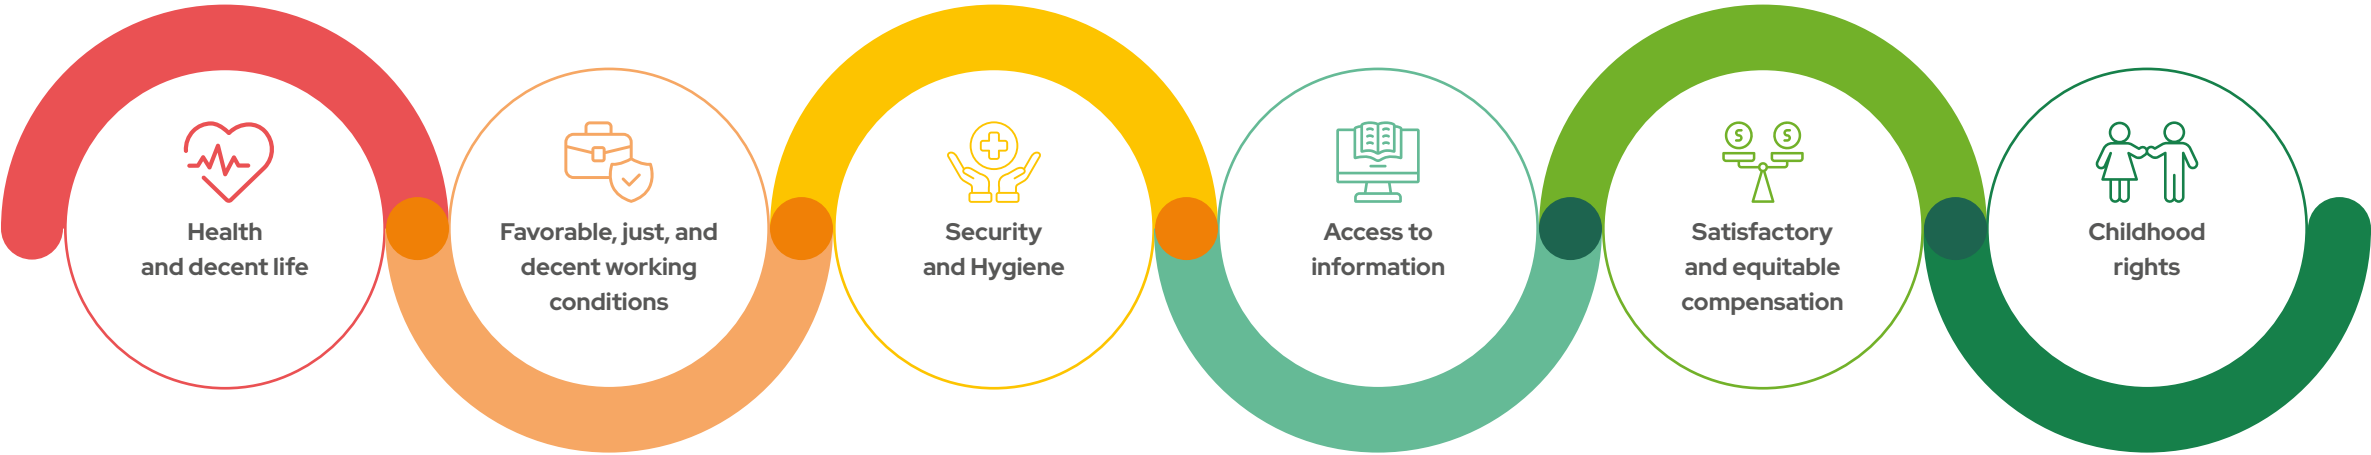 Health
and decent life
Favorable, just, and
decent working
conditions
Security
and Hygiene
Access to
information
S S
Satisfactory
and equitable
compensation
Childhood
rights